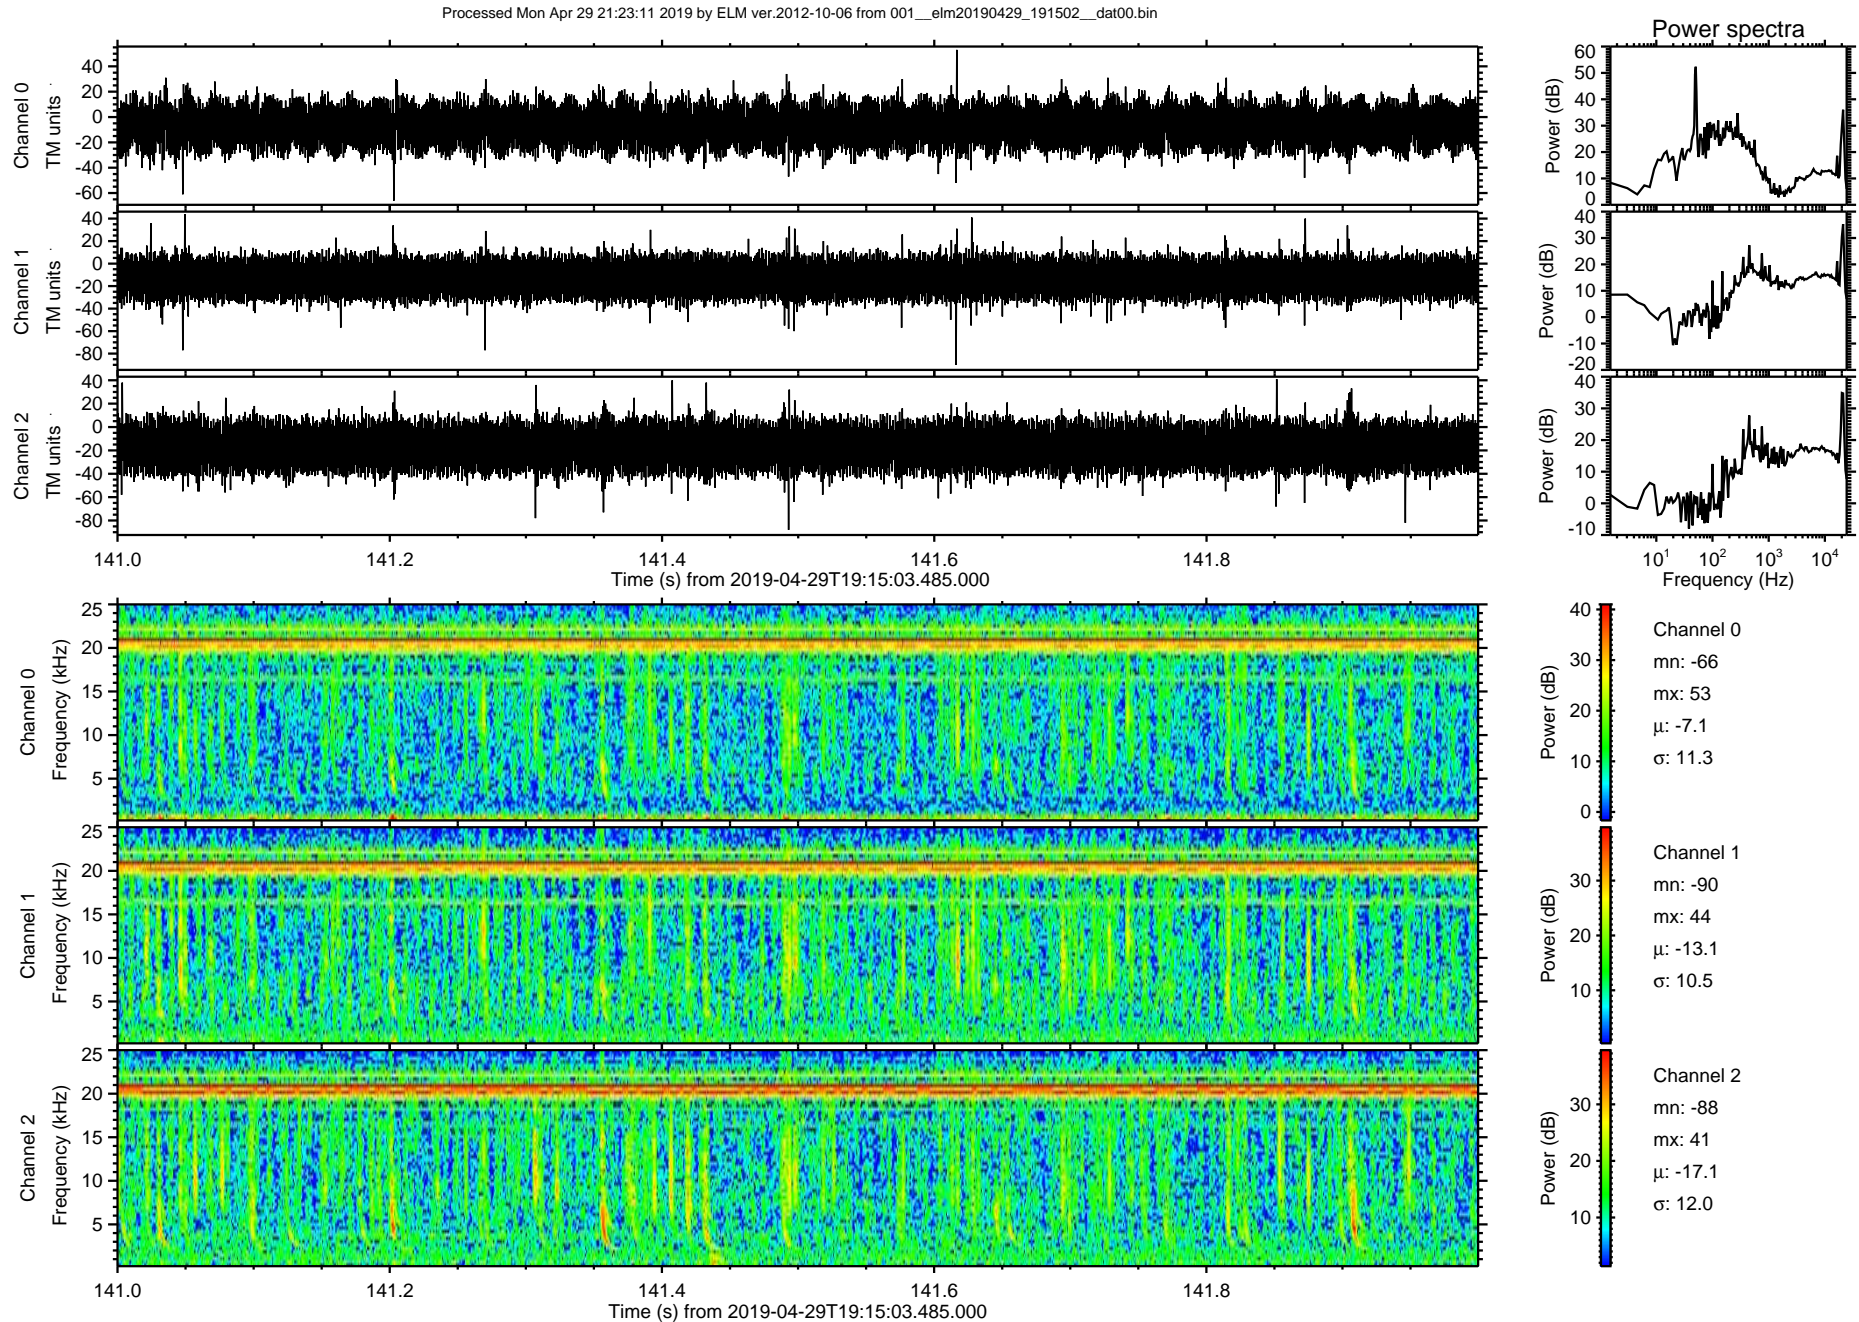 Processed Mon Apr 29 21:23:11 2019 by ELM ver.2012-10-06 from 001__elm20190429_191502__dat00.bin
Power spectra
Channel 0
TM units
40
20
0
-20
-40
-60
Power (dB)
60
50
40
30
20
10
0
Channel 1
TM units
40
20
0
-20
-40
-60
-80
Power (dB)
40
30
20
10
0
-10
-20
Channel 2
TM units
40
20
0
-20
-40
-60
-80
Power (dB)
40
30
20
10
0
-10
141.0 141.2 141.4 141.6 141.8
Time (s) from 2019-04-29T19:15:03.485.000
10^1 10^2 10^3 10^4
Frequency (Hz)
Channel 0
Frequency (kHz)
25
20
15
10
5
Power (dB)
40
30
20
10
0
Channel 0
mn: -66
mx: 53
μ: -7.1
σ: 11.3
Channel 1
Frequency (kHz)
25
20
15
10
5
Power (dB)
30
20
10
Channel 1
mn: -90
mx: 44
μ: -13.1
σ: 10.5
Channel 2
Frequency (kHz)
25
20
15
10
5
Power (dB)
30
20
10
Channel 2
mn: -88
mx: 41
μ: -17.1
σ: 12.0
141.0 141.2 141.4 141.6 141.8
Time (s) from 2019-04-29T19:15:03.485.000